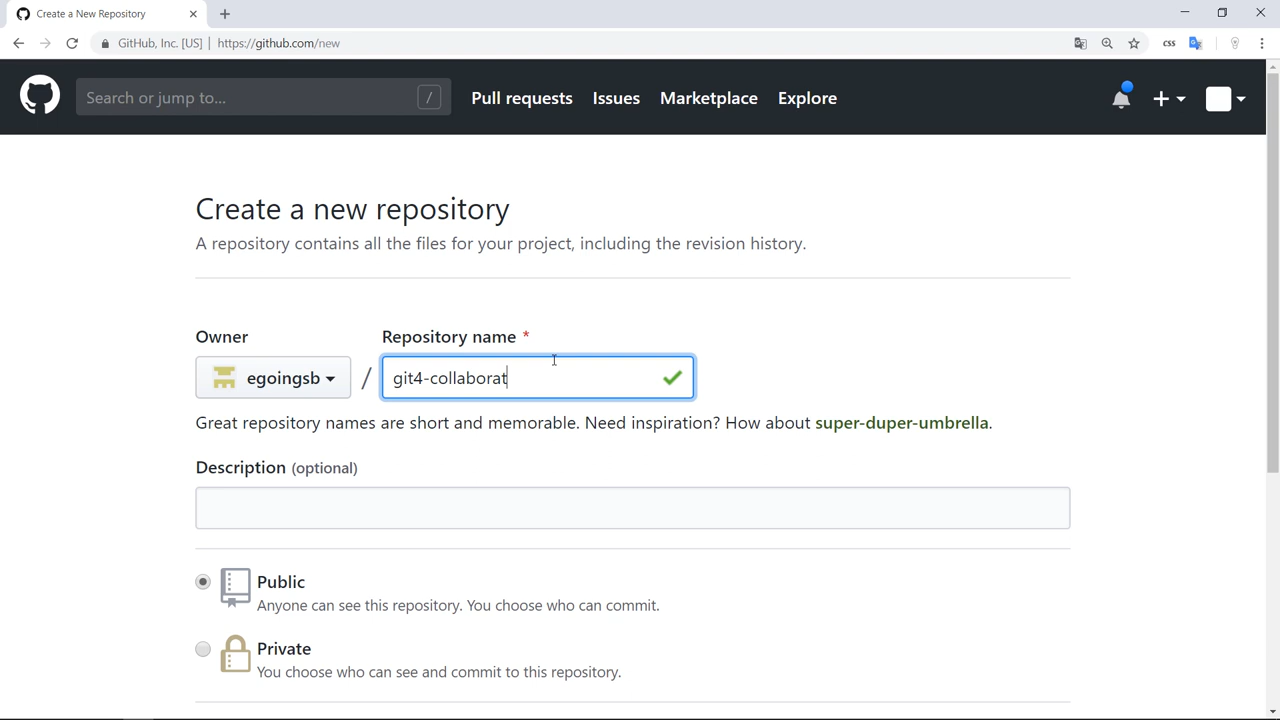 Create a New Repository
GitHub, Inc. [US] | https://github.com/new
css
Search or jump to... /
Pull requests Issues Marketplace Explore
Create a new repository
A repository contains all the files for your project, including the revision history.
Owner Repository name *
egoingsb / git4-collaborat
Great repository names are short and memorable. Need inspiration? How about super-duper-umbrella.
Description (optional)
Public
Anyone can see this repository. You choose who can commit.
Private
You choose who can see and commit to this repository.